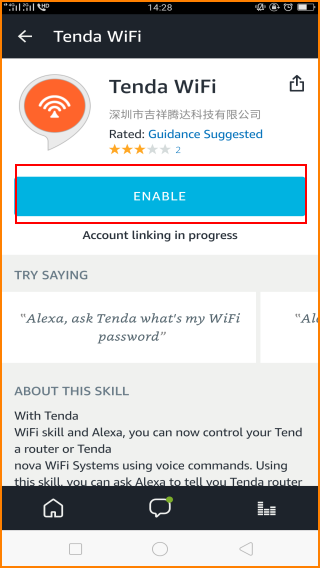 14:28
Tenda WiFi
Tenda WiFi
深圳市吉祥腾达科技有限公司
Rated: Guidance Suggested
2
ENABLE
Account linking in progress
TRY SAYING
"Alexa, ask Tenda what's my WiFi
password"
"Al
ABOUT THIS SKILL
With Tenda
WiFi skill and Alexa, you can now control your Tend
a router or Tenda
nova WiFi Systems using voice commands. Using
this skill, you can ask Alexa to tell you Tenda router